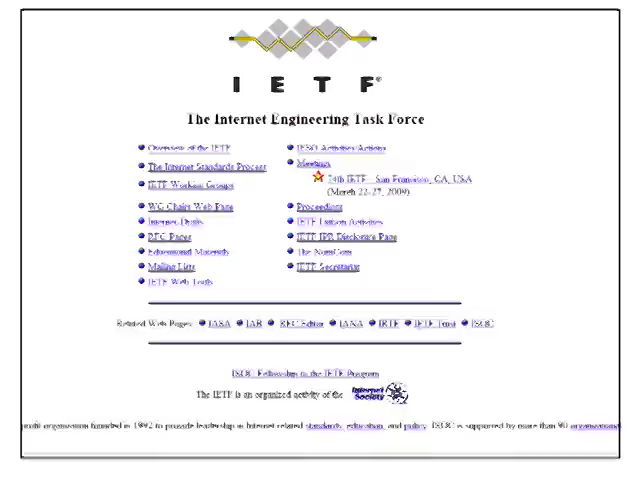 I E T F®
The Internet Engineering Task Force
Overview of the IETF
IESG Activities/Actions
The Internet Standards Process
Meetings
74th IETF - San Francisco, CA, USA
(March 22-27, 2009)
IETF Working Groups
WG Chairs Web Page
Proceedings
Internet-Drafts
IETF Liaison Activities
RFC Pages
IETF IPR Disclosure Page
Educational Materials
The NomCom
Mailing Lists
IETF Secretariat
IETF Web Tools
Related Web Pages: IASA IAB RFC Editor IANA IRTF IETF Trust ISOC
ISOC Fellowship to the IETF Program
The IETF is an organized activity of the Internet Society
profit organization founded in 1992 to provide leadership in Internet related standards, education, and policy. ISOC is supported by more than 90